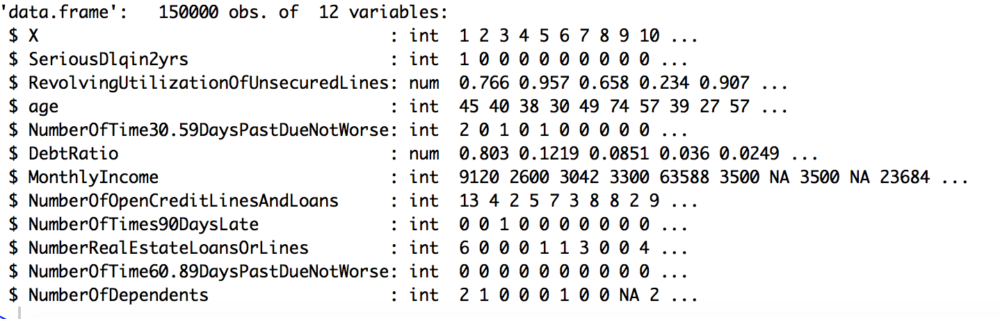 'data.frame':   150000 obs. of  12 variables:
 $ X                                   : int  1 2 3 4 5 6 7 8 9 10 ...
 $ SeriousDlqin2yrs                    : int  1 0 0 0 0 0 0 0 0 0 ...
 $ RevolvingUtilizationOfUnsecuredLines: num  0.766 0.957 0.658 0.234 0.907 ...
 $ age                                 : int  45 40 38 30 49 74 57 39 27 57 ...
 $ NumberOfTime30.59DaysPastDueNotWorse: int  2 0 1 0 1 0 0 0 0 0 ...
 $ DebtRatio                           : num  0.803 0.1219 0.0851 0.036 0.0249 ...
 $ MonthlyIncome                       : int  9120 2600 3042 3300 63588 3500 NA 3500 NA 23684 ...
 $ NumberOfOpenCreditLinesAndLoans     : int  13 4 2 5 7 3 8 8 2 9 ...
 $ NumberOfTimes90DaysLate             : int  0 0 1 0 0 0 0 0 0 0 ...
 $ NumberRealEstateLoansOrLines        : int  6 0 0 0 1 1 3 0 0 4 ...
 $ NumberOfTime60.89DaysPastDueNotWorse: int  0 0 0 0 0 0 0 0 0 0 ...
 $ NumberOfDependents                  : int  2 1 0 0 0 1 0 0 NA 2 ...